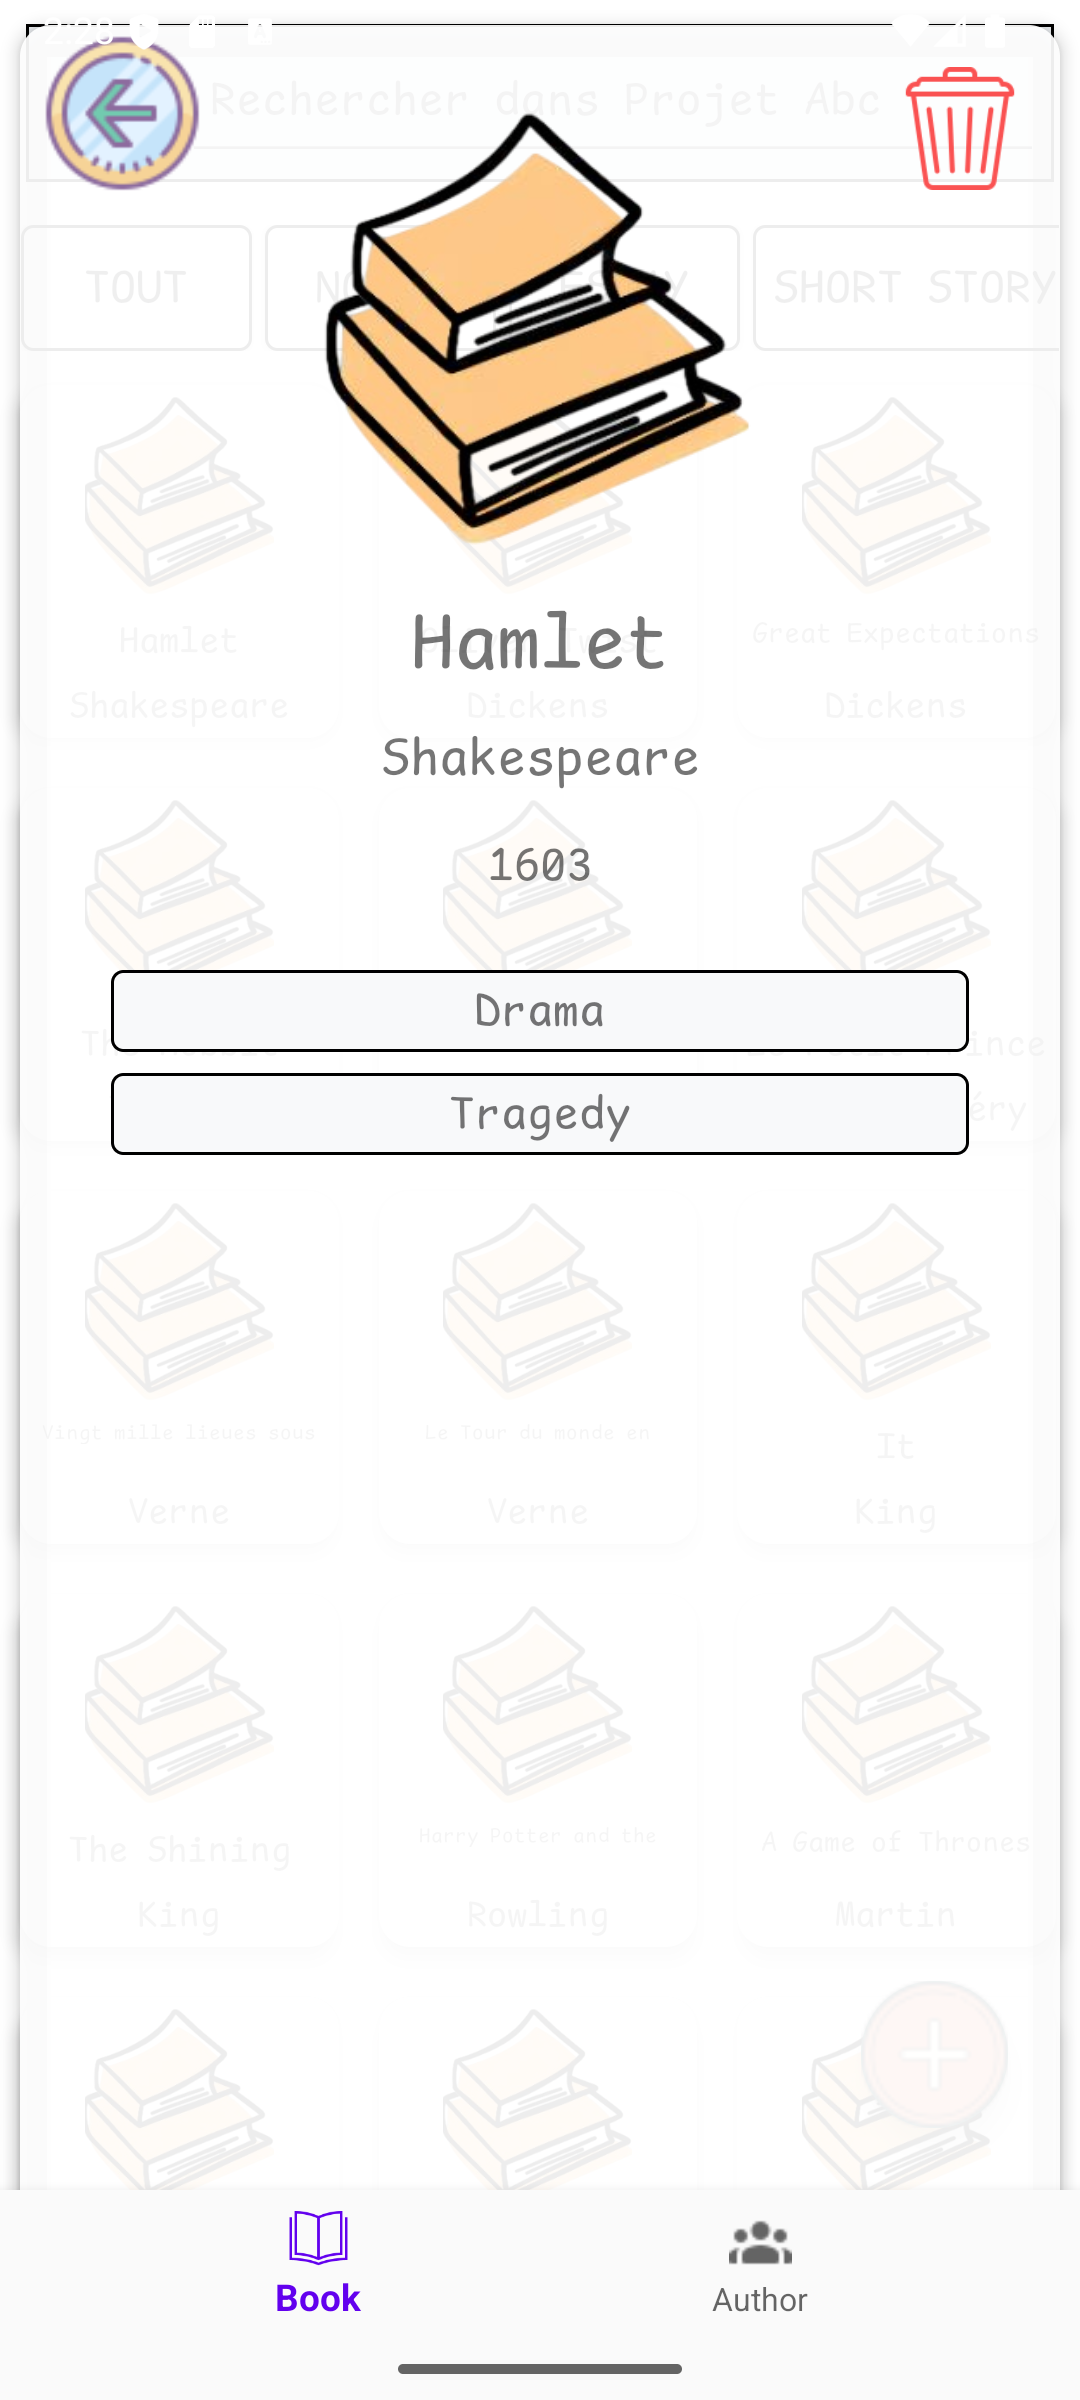 2:28
Rechercher dans Projet Abc
TOUT
SHORT STORY
Hamlet
Shakespeare
1603
Drama
Tragedy
Hamlet
Great Expectations
Shakespeare
Dickens
Dickens
Vingt mille lieues sous
Le Tour du monde en
It
Verne
Verne
King
The Shining
Harry Potter and the
A Game of Thrones
King
Rowling
Martin
Book
Author